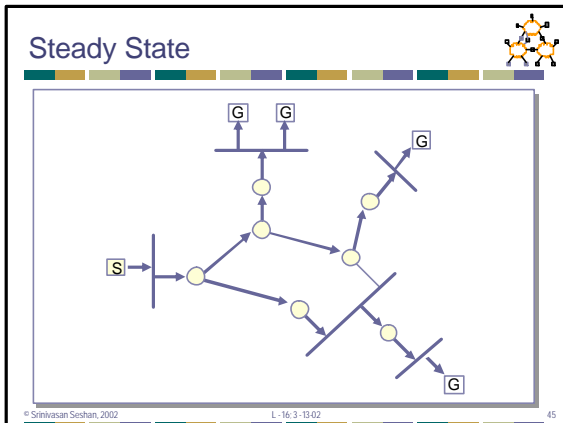 Steady State
G G
G
S
G
© Srinivasan Seshan, 2002 L -16; 3 -13-02 45